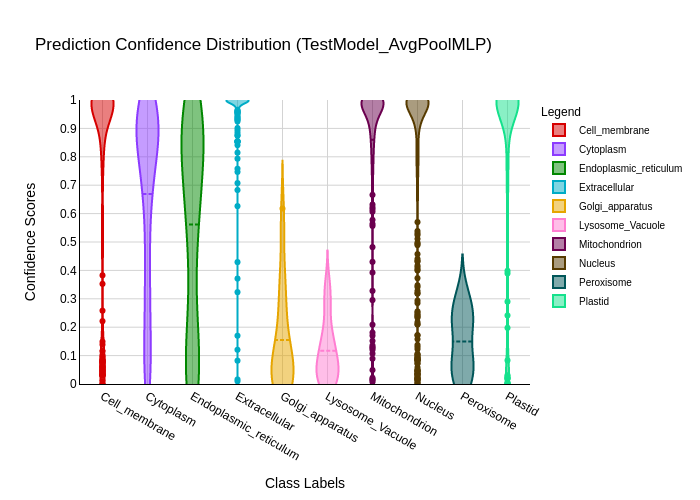 Prediction Confidence Distribution (TestModel_AvgPoolMLP)
Legend
Cell_membrane
Cytoplasm
Endoplasmic_reticulum
Extracellular
Golgi_apparatus
Lysosome_Vacuole
Mitochondrion
Nucleus
Peroxisome
Plastid
Confidence Scores
1
0.9
0.8
0.7
0.6
0.5
0.4
0.3
0.2
0.1
0
Cell_membrane
Cytoplasm
Endoplasmic_reticulum
Extracellular
Golgi_apparatus
Lysosome_Vacuole
Mitochondrion
Nucleus
Peroxisome
Plastid
Class Labels